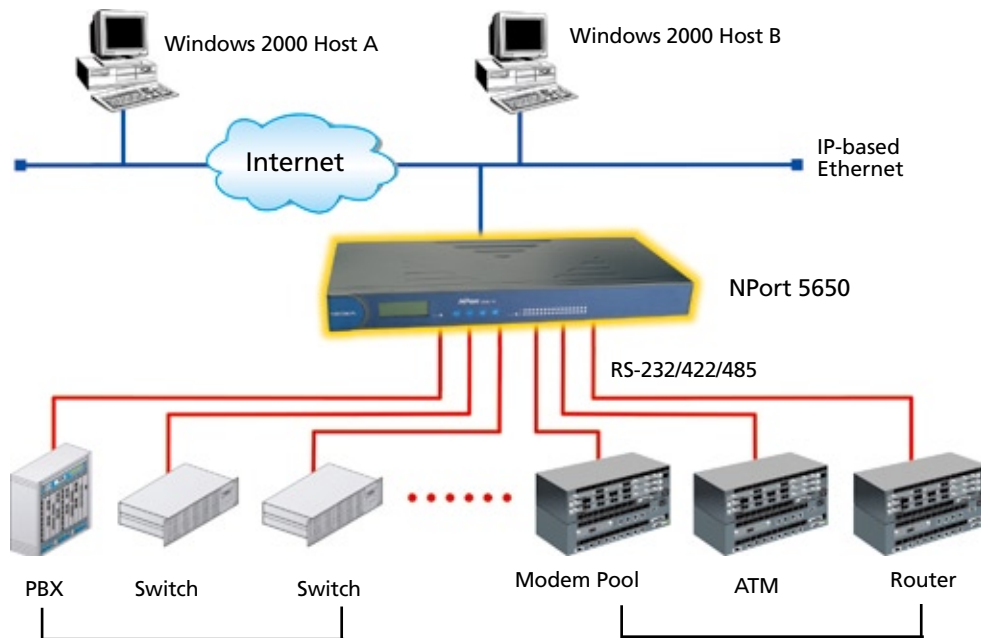 Windows 2000 Host A
Windows 2000 Host B
Internet
IP-based
Ethernet
NPort 5650
RS-232/422/485
PBX
Switch
Switch
Modem Pool
ATM
Router